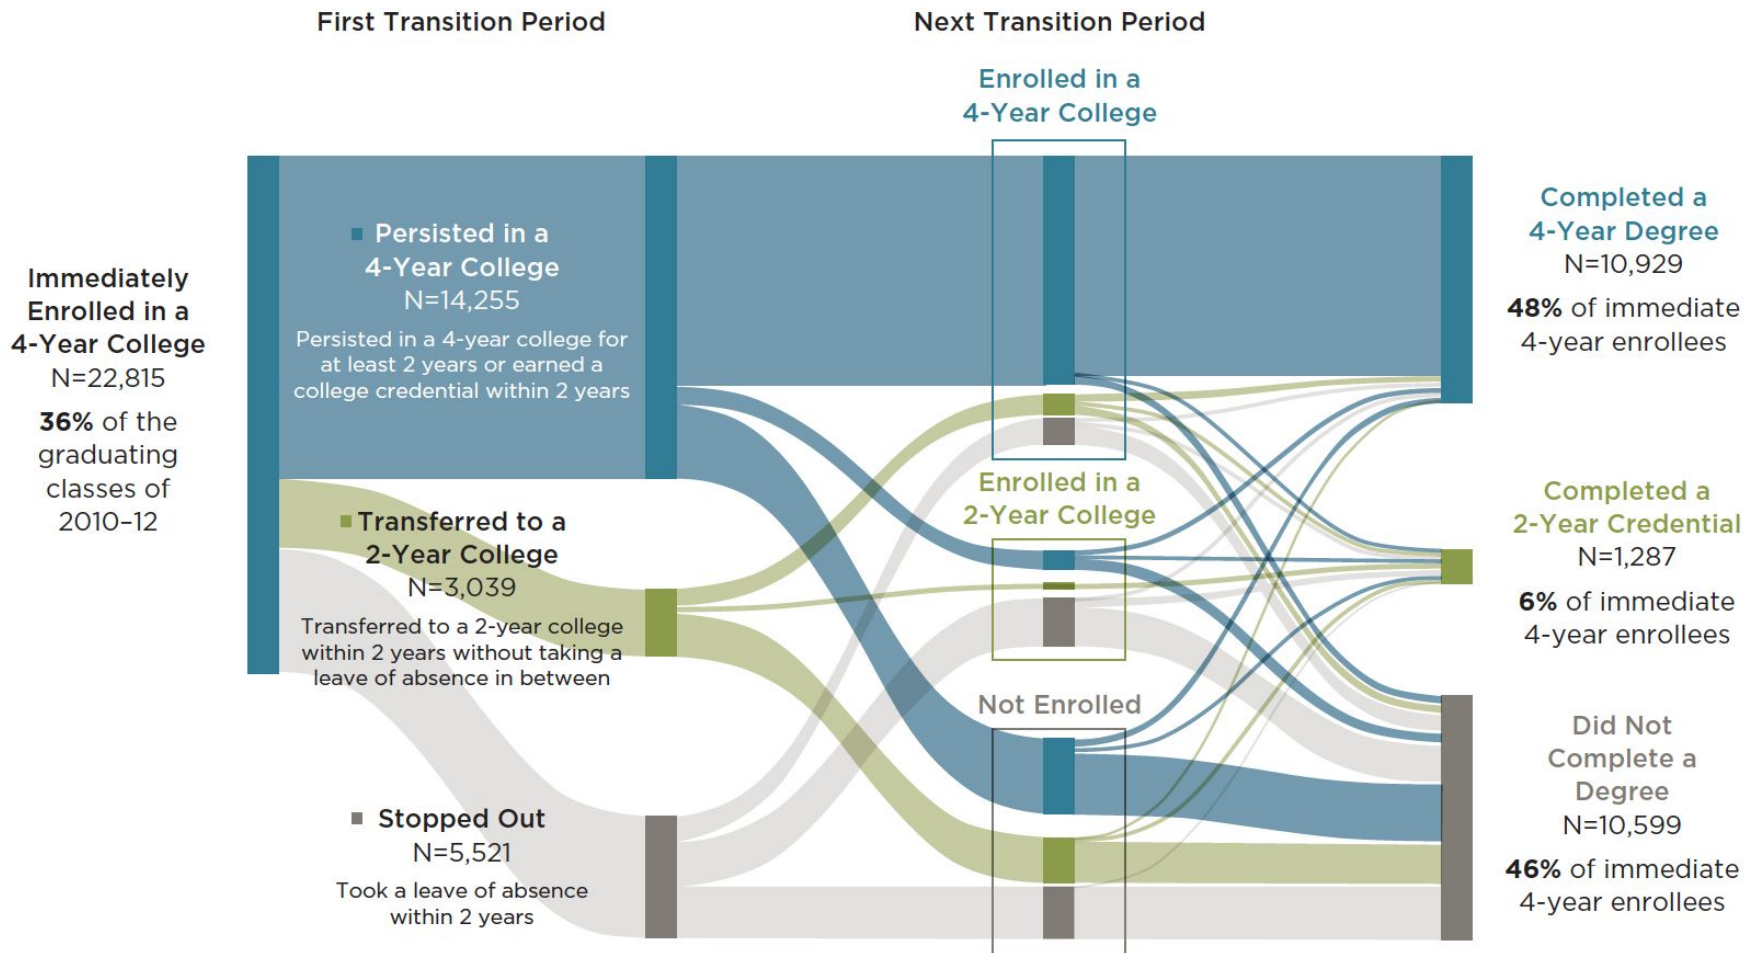 First Transition Period
Next Transition Period
Immediately
Enrolled in a
4-Year College
N=22,815
36% of the
graduating
classes of
2010–12
Persisted in a
4-Year College
N=14,255
Persisted in a 4-year college for
at least 2 years or earned a
college credential within 2 years
Transferred to a
2-Year College
N=3,039
Transferred to a 2-year college
within 2 years without taking a
leave of absence in between
Stopped Out
N=5,521
Took a leave of absence
within 2 years
Enrolled in a
4-Year College
Enrolled in a
2-Year College
Not Enrolled
Completed a
4-Year Degree
N=10,929
48% of immediate
4-year enrollees
Completed a
2-Year Credential
N=1,287
6% of immediate
4-year enrollees
Did Not
Complete a
Degree
N=10,599
46% of immediate
4-year enrollees